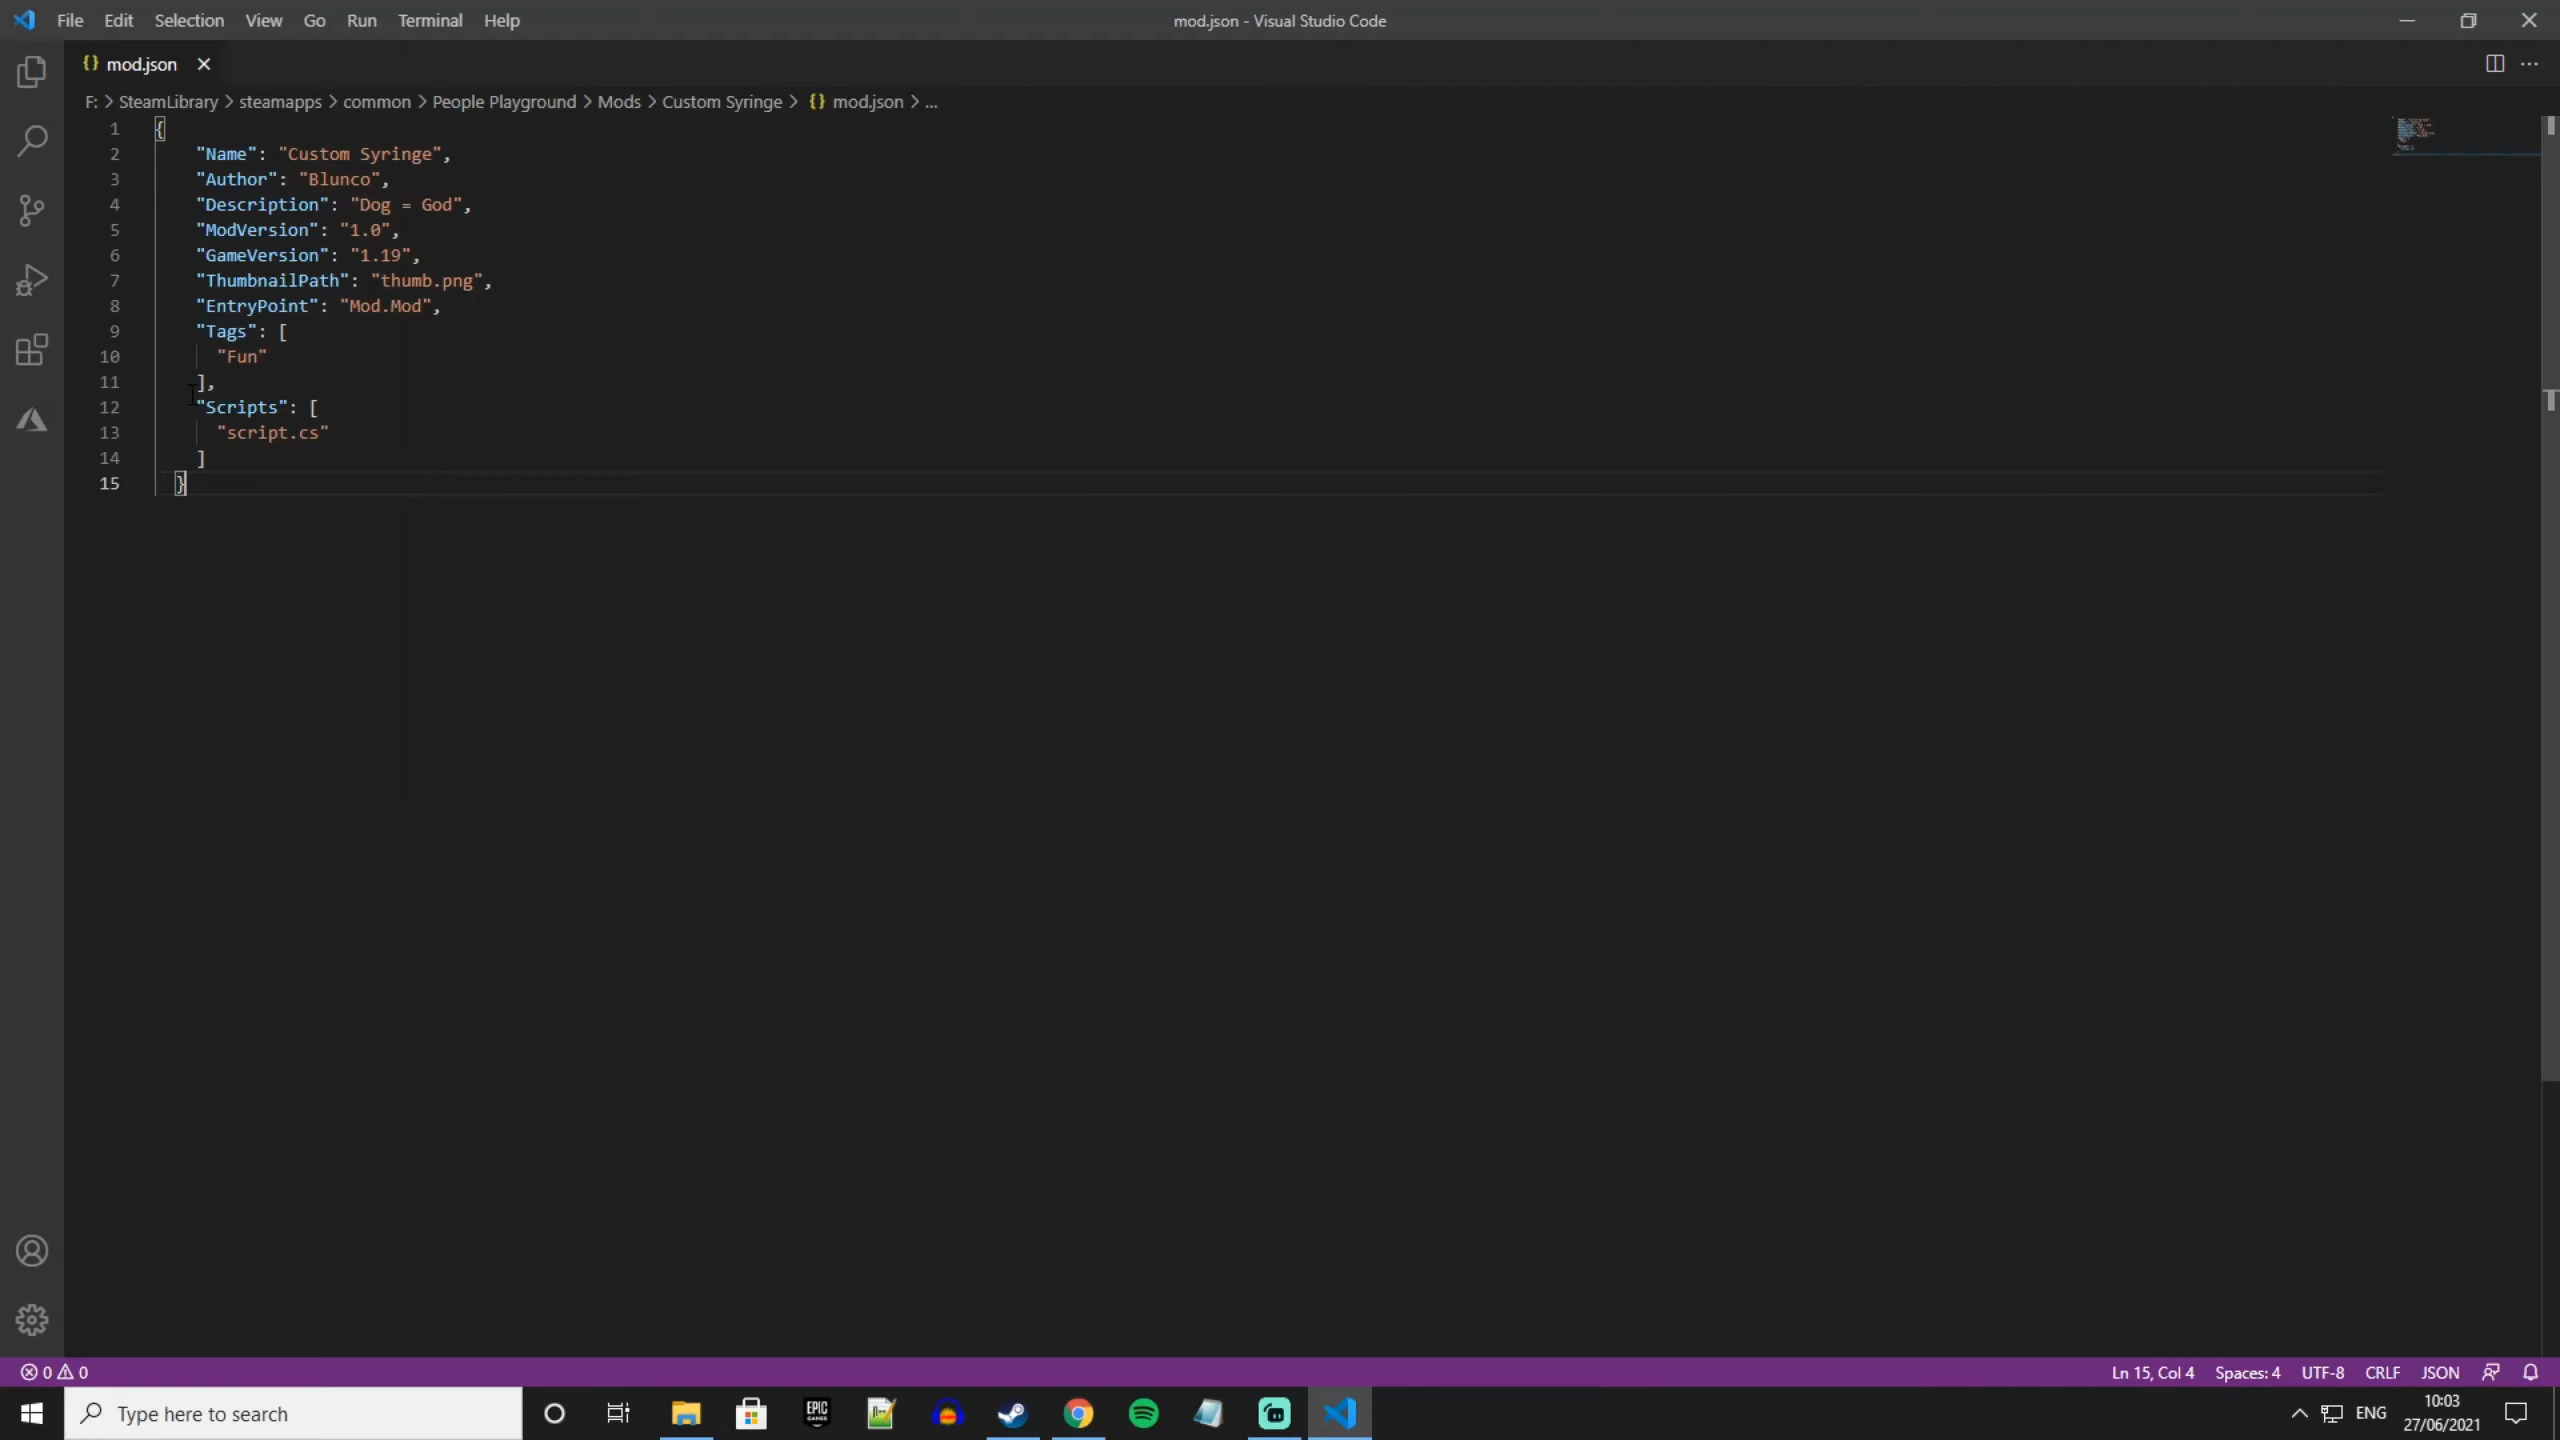 File Edit Selection View Go Run Terminal Help
mod.json - Visual Studio Code
{} mod.json
F: > SteamLibrary > steamapps > common > People Playground > Mods > Custom Syringe > {} mod.json > ...
1 {
2 "Name": "Custom Syringe",
3 "Author": "Blunco",
4 "Description": "Dog = God",
5 "ModVersion": "1.0",
6 "GameVersion": "1.19",
7 "ThumbnailPath": "thumb.png",
8 "EntryPoint": "Mod.Mod",
9 "Tags": [
10 "Fun"
11 ],
12 "Scripts": [
13 "script.cs"
14 ]
15 }
0 0
Ln 15, Col 4 Spaces: 4 UTF-8 CRLF JSON
Type here to search
EPIC GAMES
ENG
10:03
27/06/2021